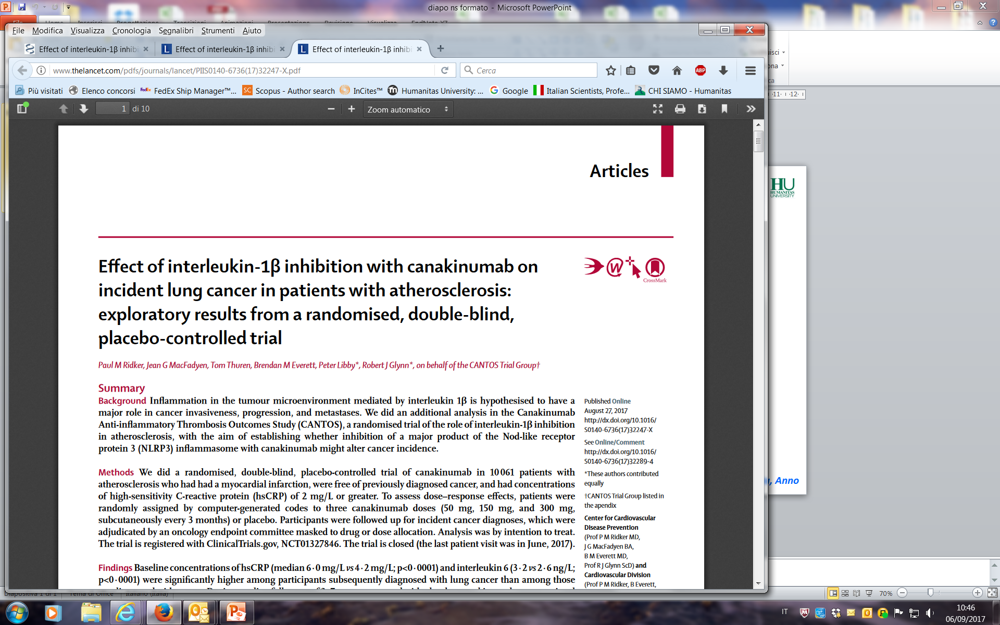 diapo ns formato - Microsoft PowerPoint
File Modifica Visualizza Cronologia Segnalibri Strumenti Aiuto
Effect of interleukin-1β inhib
Effect of interleukin-1β inhibi
Effect of interleukin-1β inhibi
www.thelancet.com/pdfs/journals/lancet/PIIS0140-6736(17)32247-X.pdf
Cerca
ABP
Più visitati Elenco concorsi FedEx FedEx Ship Manager™... SC Scopus - Author search InCites™ Humanitas University: ... Google Italian Scientists, Profe... CHI SIAMO - Humanitas
1 di 10
Zoom automatico
·11· ·12·
Articles
HU
HUMANITAS
UNIVERSITY
Effect of interleukin-1β inhibition with canakinumab on
incident lung cancer in patients with atherosclerosis:
exploratory results from a randomised, double-blind,
placebo-controlled trial
CrossMark
Paul M Ridker, Jean G MacFadyen, Tom Thuren, Brendan M Everett, Peter Libby*, Robert J Glynn*, on behalf of the CANTOS Trial Group†
Summary
Background Inflammation in the tumour microenvironment mediated by interleukin 1β is hypothesised to have a
major role in cancer invasiveness, progression, and metastases. We did an additional analysis in the Canakinumab
Anti-inflammatory Thrombosis Outcomes Study (CANTOS), a randomised trial of the role of interleukin-1β inhibition
in atherosclerosis, with the aim of establishing whether inhibition of a major product of the Nod-like receptor
protein 3 (NLRP3) inflammasome with canakinumab might alter cancer incidence.
Methods We did a randomised, double-blind, placebo-controlled trial of canakinumab in 10 061 patients with
atherosclerosis who had had a myocardial infarction, were free of previously diagnosed cancer, and had concentrations
of high-sensitivity C-reactive protein (hsCRP) of 2 mg/L or greater. To assess dose–response effects, patients were
randomly assigned by computer-generated codes to three canakinumab doses (50 mg, 150 mg, and 300 mg,
subcutaneously every 3 months) or placebo. Participants were followed up for incident cancer diagnoses, which were
adjudicated by an oncology endpoint committee masked to drug or dose allocation. Analysis was by intention to treat.
The trial is registered with ClinicalTrials.gov, NCT01327846. The trial is closed (the last patient visit was in June, 2017).
Findings Baseline concentrations of hsCRP (median 6·0 mg/L vs 4·2 mg/L; p<0·0001) and interleukin 6 (3·2 vs 2·6 ng/L;
p<0·0001) were significantly higher among participants subsequently diagnosed with lung cancer than among those
Published Online
August 27, 2017
http://dx.doi.org/10.1016/
S0140-6736(17)32247-X
See Online/Comment
http://dx.doi.org/10.1016/
S0140-6736(17)32289-4
*These authors contributed
equally
†CANTOS Trial Group listed in
the apendix
Center for Cardiovascular
Disease Prevention
(Prof P M Ridker MD,
J G MacFadyen BA,
B M Everett MD,
Prof R J Glynn ScD) and
Cardiovascular Division
(Prof P M Ridker, B Everett,
Anno
70%
IT
10:46
06/09/2017